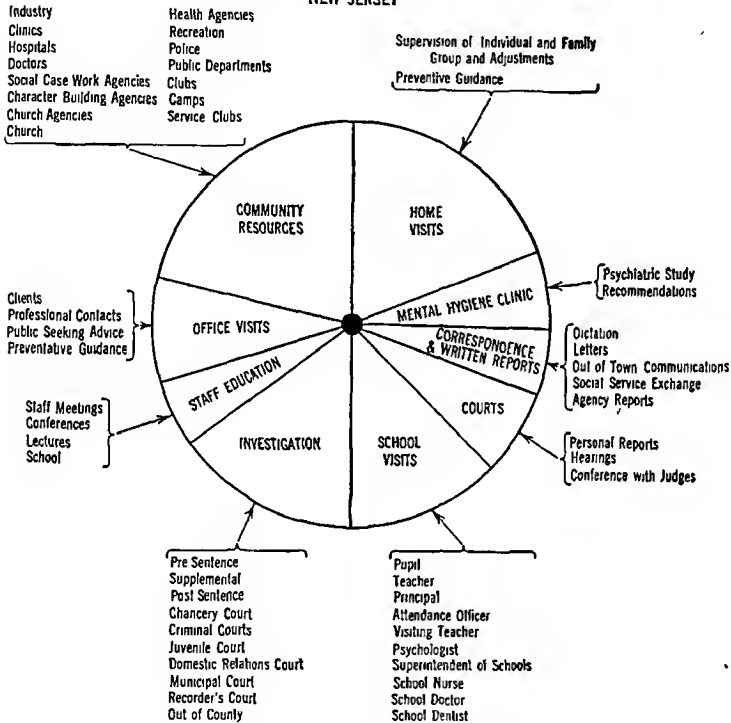 NEW JERSEY
Industry
Clinics
Hospitals
Doctors
Social Case Work Agencies
Character Building Agencies
Church Agencies
Church
Health Agencies
Recreation
Police
Public Departments
Clubs
Camps
Service Clubs
Supervision of Individual and Family
Group and Adjustments
Preventive Guidance
COMMUNITY
RESOURCES
HOME
VISITS
Clients
Professional Contacts
Public Seeking Advice
Preventative Guidance
OFFICE VISITS
MENTAL HYGIENE CLINIC
Psychiatric Study
Recommendations
CORRESPONDENCE
& WRITTEN REPORTS
Dictation
Letters
Out of Town Communications
Social Service Exchange
Agency Reports
Staff Meetings
Conferences
Lectures
School
STAFF EDUCATION
COURTS
Personal Reports
Hearings
Conference with Judges
INVESTIGATION
SCHOOL
VISITS
Pre Sentence
Supplemental
Post Sentence
Chancery Court
Criminal Courts
Juvenile Court
Domestic Relations Court
Municipal Court
Recorder's Court
Out of County
Pupil
Teacher
Principal
Attendance Officer
Visiting Teacher
Psychologist
Superintendent of Schools
School Nurse
School Doctor
School Dentist